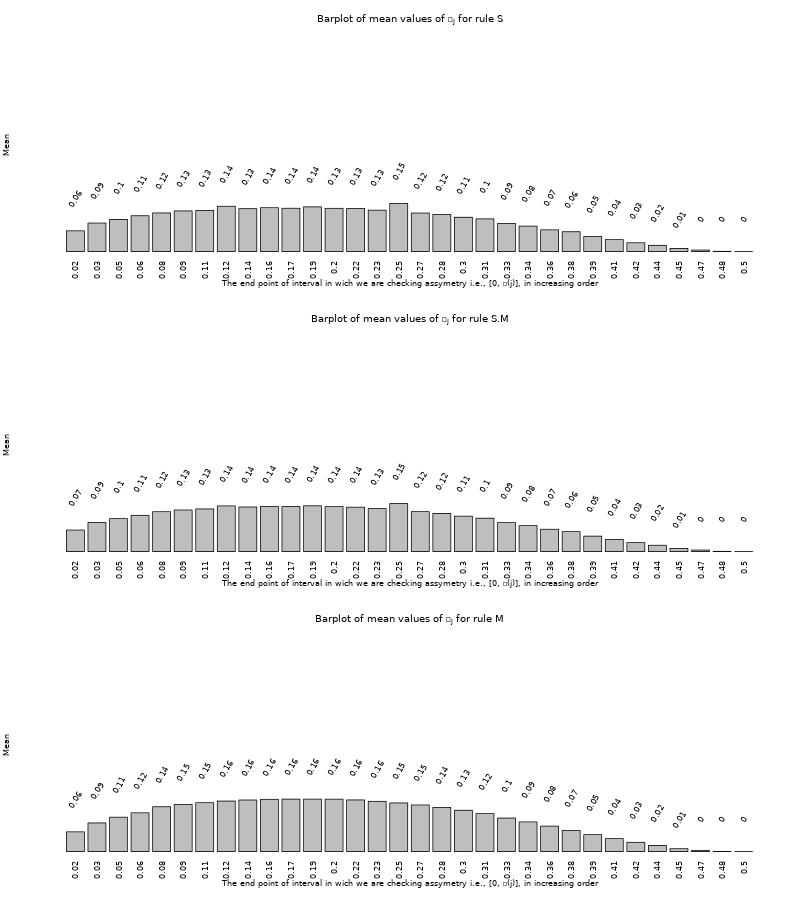 Barplot of mean values of □j for rule S
Mean
0.06 0.09 0.1 0.11 0.12 0.13 0.13 0.14 0.13 0.14 0.14 0.14 0.13 0.13 0.13 0.15 0.12 0.12 0.11 0.1 0.09 0.08 0.07 0.06 0.05 0.04 0.03 0.02 0.01 0 0 0
0.02 0.03 0.05 0.06 0.08 0.09 0.11 0.12 0.14 0.16 0.17 0.19 0.2 0.22 0.23 0.25 0.27 0.28 0.3 0.31 0.33 0.34 0.36 0.38 0.39 0.41 0.42 0.44 0.45 0.47 0.48 0.5
The end point of interval in wich we are checking assymetry i.e., [0, □(j)], in increasing order
Barplot of mean values of □j for rule S.M
Mean
0.07 0.09 0.1 0.11 0.12 0.13 0.13 0.14 0.14 0.14 0.14 0.14 0.14 0.14 0.13 0.15 0.12 0.12 0.11 0.1 0.09 0.08 0.07 0.06 0.05 0.04 0.03 0.02 0.01 0 0 0
0.02 0.03 0.05 0.06 0.08 0.09 0.11 0.12 0.14 0.16 0.17 0.19 0.2 0.22 0.23 0.25 0.27 0.28 0.3 0.31 0.33 0.34 0.36 0.38 0.39 0.41 0.42 0.44 0.45 0.47 0.48 0.5
The end point of interval in wich we are checking assymetry i.e., [0, □(j)], in increasing order
Barplot of mean values of □j for rule M
Mean
0.06 0.09 0.11 0.12 0.14 0.15 0.15 0.16 0.16 0.16 0.16 0.16 0.16 0.16 0.16 0.15 0.15 0.14 0.13 0.12 0.1 0.09 0.08 0.07 0.05 0.04 0.03 0.02 0.01 0 0 0
0.02 0.03 0.05 0.06 0.08 0.09 0.11 0.12 0.14 0.16 0.17 0.19 0.2 0.22 0.23 0.25 0.27 0.28 0.3 0.31 0.33 0.34 0.36 0.38 0.39 0.41 0.42 0.44 0.45 0.47 0.48 0.5
The end point of interval in wich we are checking assymetry i.e., [0, □(j)], in increasing order